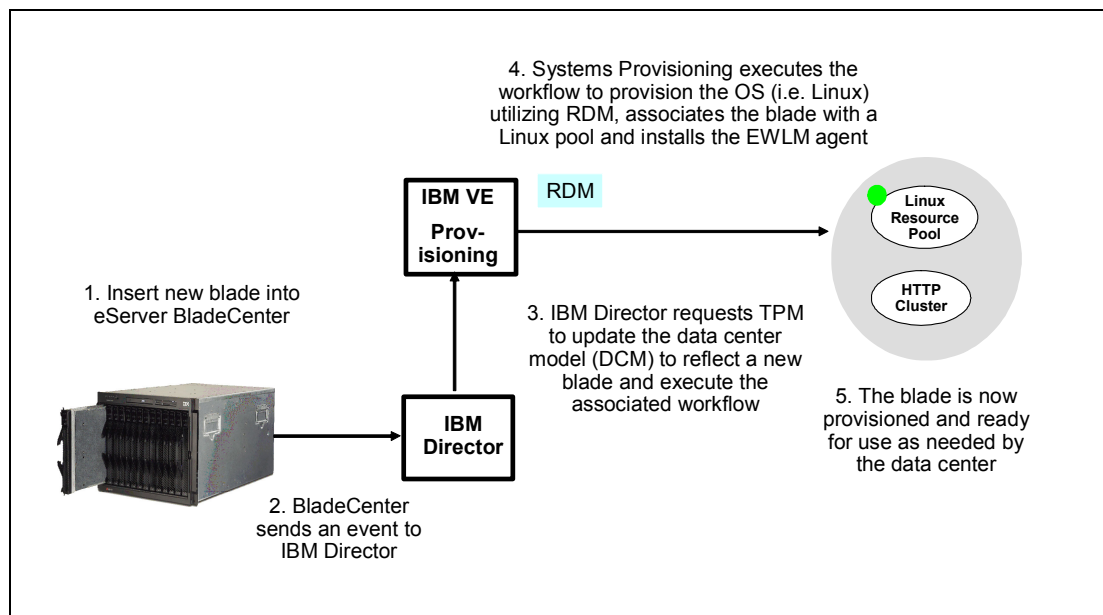 4. Systems Provisioning executes the
workflow to provision the OS (i.e. Linux)
utilizing RDM, associates the blade with a
Linux pool and installs the EWLM agent
IBM VE
Prov-
isioning
RDM
Linux
Resource
Pool
HTTP
Cluster
1. Insert new blade into
eServer BladeCenter
3. IBM Director requests TPM
to update the data center
model (DCM) to reflect a new
blade and execute the
associated workflow
5. The blade is now
provisioned and ready
for use as needed by
the data center
IBM
Director
2. BladeCenter
sends an event to
IBM Director